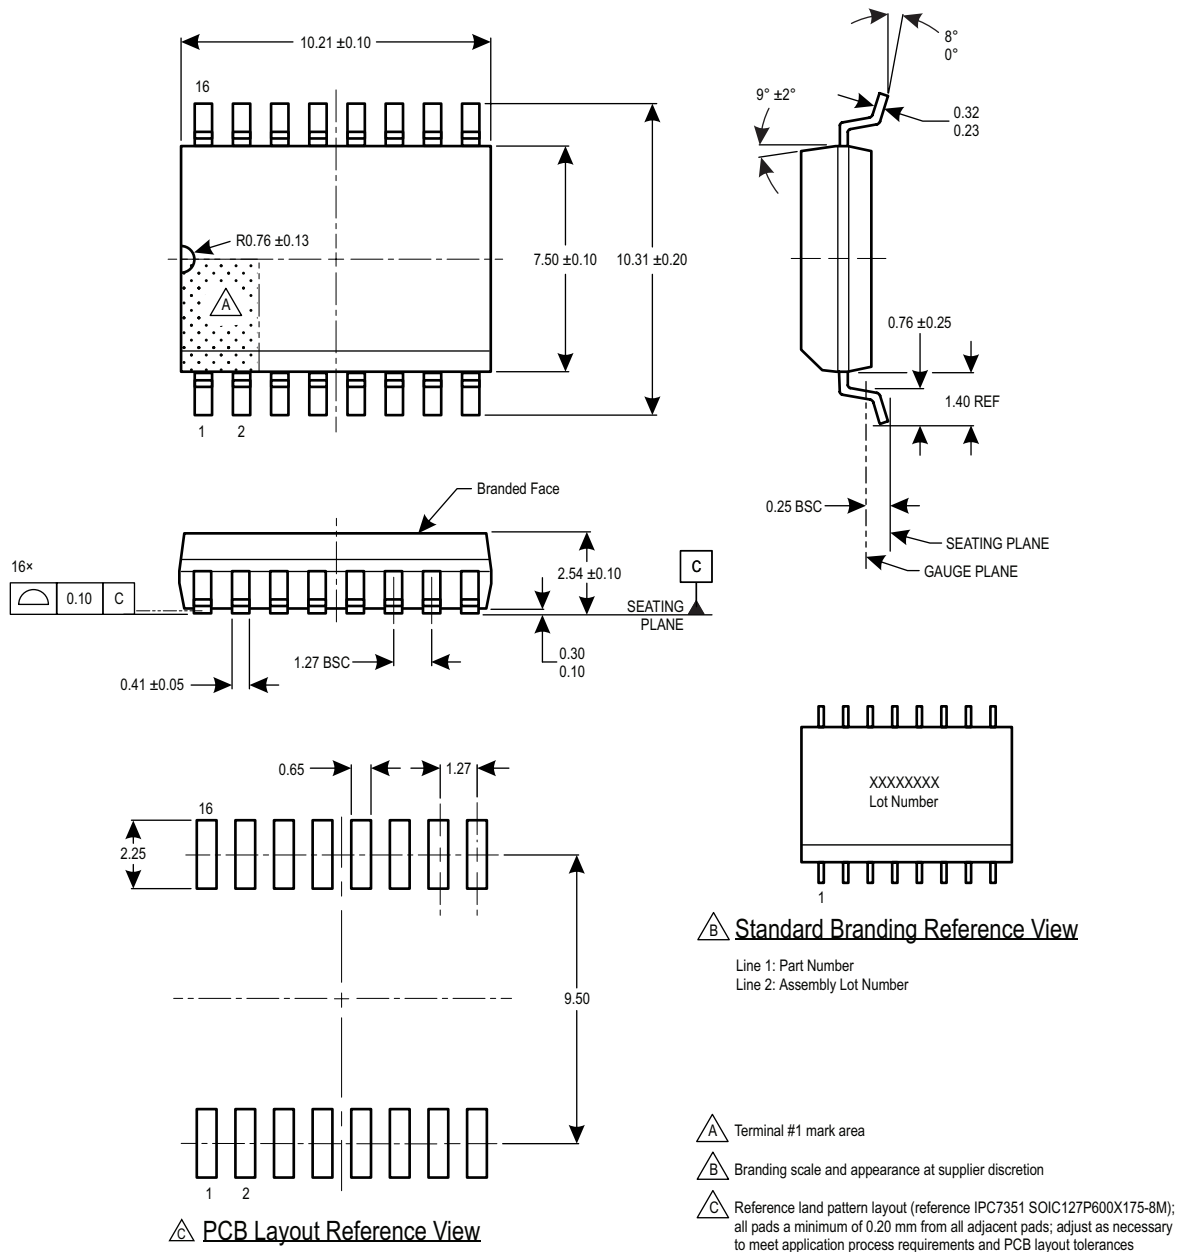 10.21 ±0.10
16
R0.76 ±0.13
A
7.50 ±0.10
10.31 ±0.20
1
2
8°
0°
9° ±2°
0.32
0.23
0.76 ±0.25
1.40 REF
0.25 BSC
SEATING PLANE
GAUGE PLANE
Branded Face
16×
0.10
C
2.54 ±0.10
C
SEATING
PLANE
1.27 BSC
0.30
0.10
0.41 ±0.05
XXXXXXXX
Lot Number
1
B Standard Branding Reference View
Line 1: Part Number
Line 2: Assembly Lot Number
0.65
1.27
16
2.25
9.50
1
2
C PCB Layout Reference View
A Terminal #1 mark area
B Branding scale and appearance at supplier discretion
C Reference land pattern layout (reference IPC7351 SOIC127P600X175-8M);
all pads a minimum of 0.20 mm from all adjacent pads; adjust as necessary
to meet application process requirements and PCB layout tolerances